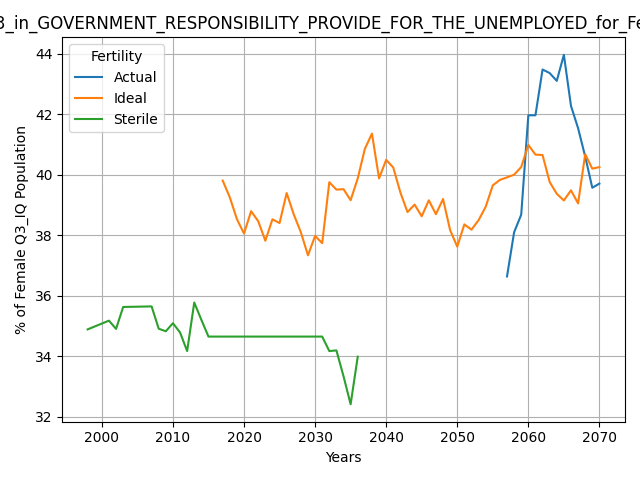 3_in_GOVERNMENT_RESPONSIBILITY_PROVIDE_FOR_THE_UNEMPLOYED_for_Fe
Fertility
Actual
Ideal
Sterile
% of Female Q3_IQ Population
44
42
40
38
36
34
32
2000 2010 2020 2030 2040 2050 2060 2070
Years